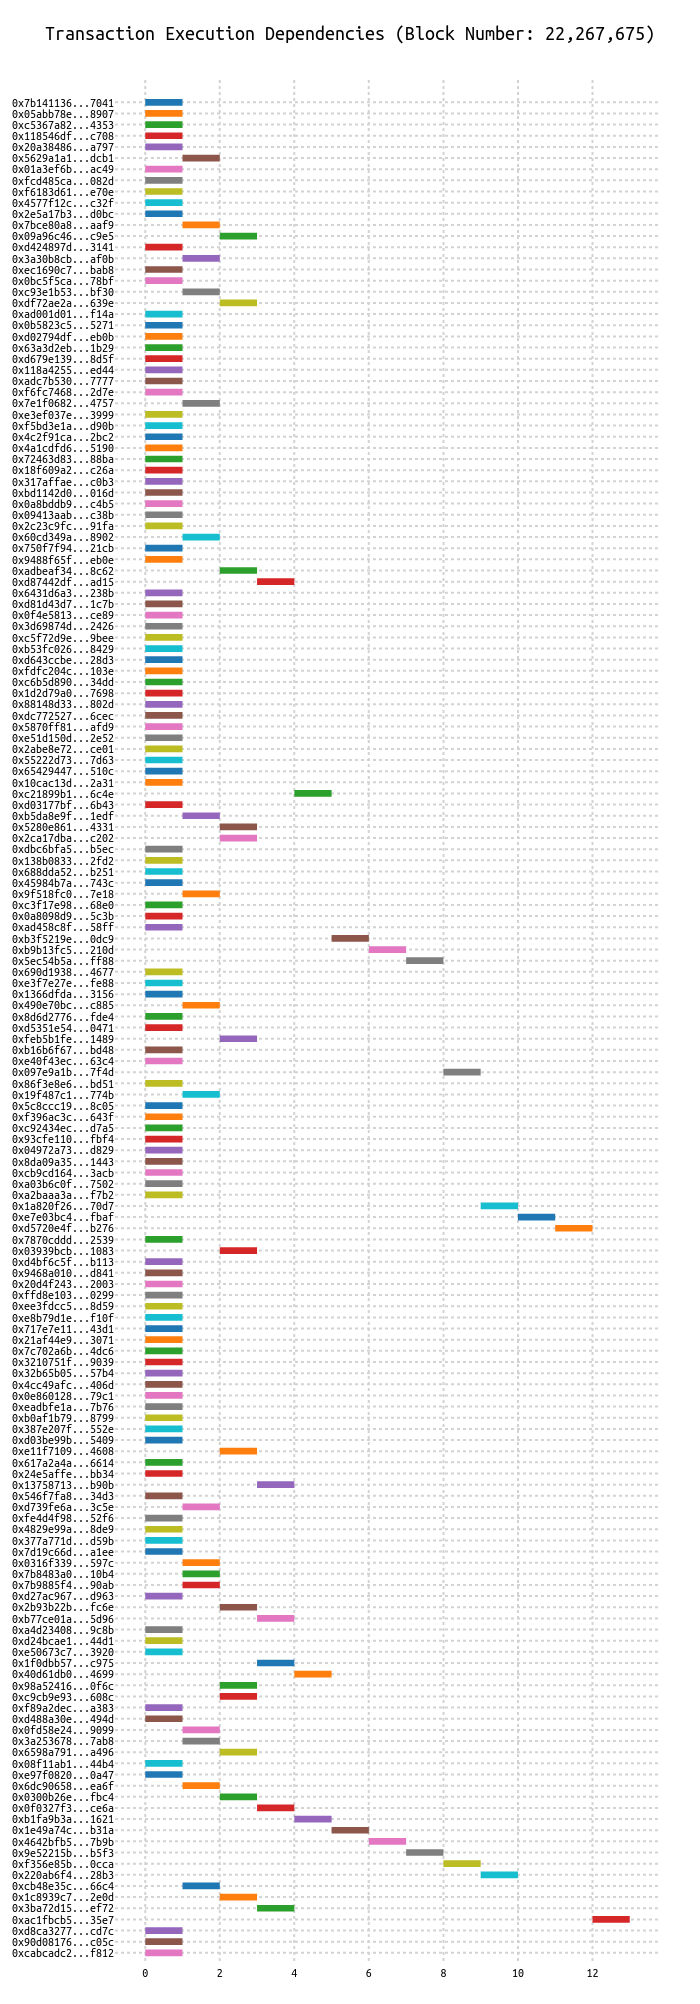 Transaction Execution Dependencies (Block Number: 22,267,675)
0x7b141136...7041
0x05abb78e...8907
0xc5367a82...4353
0x118546df...c708
0x20a38486...a797
0x5629a1a1...dcb1
0x01a3ef6b...ac49
0xfcd485ca...082d
0xf6183d61...e70e
0x4577f12c...c32f
0x2e5a17b3...d0bc
0x7bce80a8...aaf9
0x09a96c46...c9e5
0xd424897d...3141
0x3a30b8cb...af0b
0xec1690c7...bab8
0x0bc5f5ca...78bf
0xc93e1b53...bf30
0xdf72ae2a...639e
0xad001d01...f14a
0x0b5823c5...5271
0xd02794df...eb0b
0x63a3d2eb...1b29
0xd679e139...8d5f
0x118a4255...ed44
0xadc7b530...7777
0xf6fc7468...2d7e
0x7e1f0682...4757
0xe3ef037e...3999
0xf5bd3e1a...d90b
0x4c2f91ca...2bc2
0x4a1cdfd6...5190
0x72463d83...88ba
0x18f609a2...c26a
0x317affae...c0b3
0xbd1142d0...016d
0x0a8bddb9...c4b5
0x09413aab...c38b
0x2c23c9fc...91fa
0x60cd349a...8902
0x750f7f94...21cb
0x9488f65f...eb0e
0xadbeaf34...8c62
0xd87442df...ad15
0x6431d6a3...238b
0xd81d43d7...1c7b
0x0f4e5813...ce89
0x3d69874d...2426
0xc5f72d9e...9bee
0xb53fc026...8429
0xd643ccbe...28d3
0xfdfc204c...103e
0xc6b5d890...34dd
0x1d2d79a0...7698
0x88148d33...802d
0xdc772527...6cec
0x5870ff81...afd9
0xe51d150d...2e52
0x2abe8e72...ce01
0x55222d73...7d63
0x65429447...510c
0x10cac13d...2a31
0xc21899b1...6c4e
0xd03177bf...6b43
0xb5da8e9f...1edf
0x5280e861...4331
0x2ca17dba...c202
0xdbc6bfa5...b5ec
0x138b0833...2fd2
0x688dda52...b251
0x45984b7a...743c
0x9f518fc0...7e18
0xc3f17e98...68e0
0x0a8098d9...5c3b
0xad458c8f...58ff
0xb3f5219e...0dc9
0xb9b13fc5...210d
0x5ec54b5a...ff88
0x690d1938...4677
0xe3f7e27e...fe88
0x1366dfda...3156
0x490e70bc...c885
0x8d6d2776...fde4
0xd5351e54...0471
0xfeb5b1fe...1489
0xb16b6f67...bd48
0xe40f43ec...63c4
0x097e9a1b...7f4d
0x86f3e8e6...bd51
0x19f487c1...774b
0x5c8ccc19...8c05
0xf396ac3c...643f
0xc92434ec...d7a5
0x93cfe110...fbf4
0x04972a73...d829
0x8da09a35...1443
0xcb9cd164...3acb
0xa03b6c0f...7502
0xa2baaa3a...f7b2
0x1a820f26...70d7
0xe7e03bc4...fbaf
0xd5720e4f...b276
0x7870cddd...2539
0x03939bcb...1083
0xd4bf6c5f...b113
0x9468a010...d841
0x20d4f243...2003
0xffd8e103...0299
0xee3fdcc5...8d59
0xe8b79d1e...f10f
0x717e7e11...43d1
0x21af44e9...3071
0x7c702a6b...4dc6
0x3210751f...9039
0x32b65b05...57b4
0x4cc49afc...406d
0x0e860128...79c1
0xeadbfe1a...7b76
0xb0af1b79...8799
0x387e207f...552e
0xd03be99b...5409
0xe11f7109...4608
0x617a2a4a...6614
0x24e5affe...bb34
0x13758713...b90b
0x546f7fa8...34d3
0xd739fe6a...3c5e
0xfe4d4f98...52f6
0x4829e99a...8de9
0x377a771d...d59b
0x7d19c66d...a1ee
0x0316f339...597c
0x7b8483a0...10b4
0x7b9885f4...90ab
0xd27ac967...d963
0x2b93b22b...fc6e
0xb77ce01a...5d96
0xa4d23408...9c8b
0xd24bcae1...44d1
0xe50673c7...3920
0x1f0dbb57...c975
0x40d61db0...4699
0x98a52416...0f6c
0xc9cb9e93...608c
0xf89a2dec...a383
0xd488a30e...494d
0x0fd58e24...9099
0x3a253678...7ab8
0x6598a791...a496
0x08f11ab1...44b4
0xe97f0820...0a47
0x6dc90658...ea6f
0x0300b26e...fbc4
0x0f0327f3...ce6a
0xb1fa9b3a...1621
0x1e49a74c...b31a
0x4642bfb5...7b9b
0x9e52215b...b5f3
0xf356e85b...0cca
0x220ab6f4...28b3
0xcb48e35c...66c4
0x1c8939c7...2e0d
0x3ba72d15...ef72
0xac1fbcb5...35e7
0xd8ca3277...cd7c
0x90d08176...c05c
0xcabcadc2...f812
0 2 4 6 8 10 12